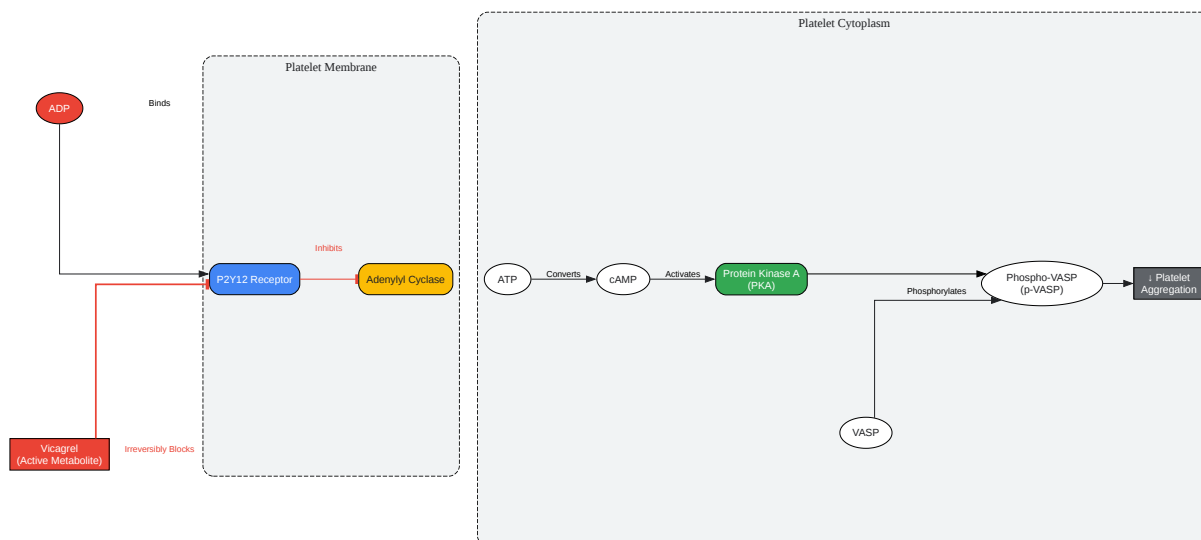 Platelet Cytoplasm
Platelet Membrane
ADP
Binds
Inhibits
P2Y12 Receptor
Adenylyl Cyclase
ATP
Converts
cAMP
Activates
Protein Kinase A
(PKA)
Phosphorylates
Phospho-VASP
(p-VASP)
↓ Platelet
Aggregation
VASP
Vicagrel
(Active Metabolite)
Irreversibly Blocks